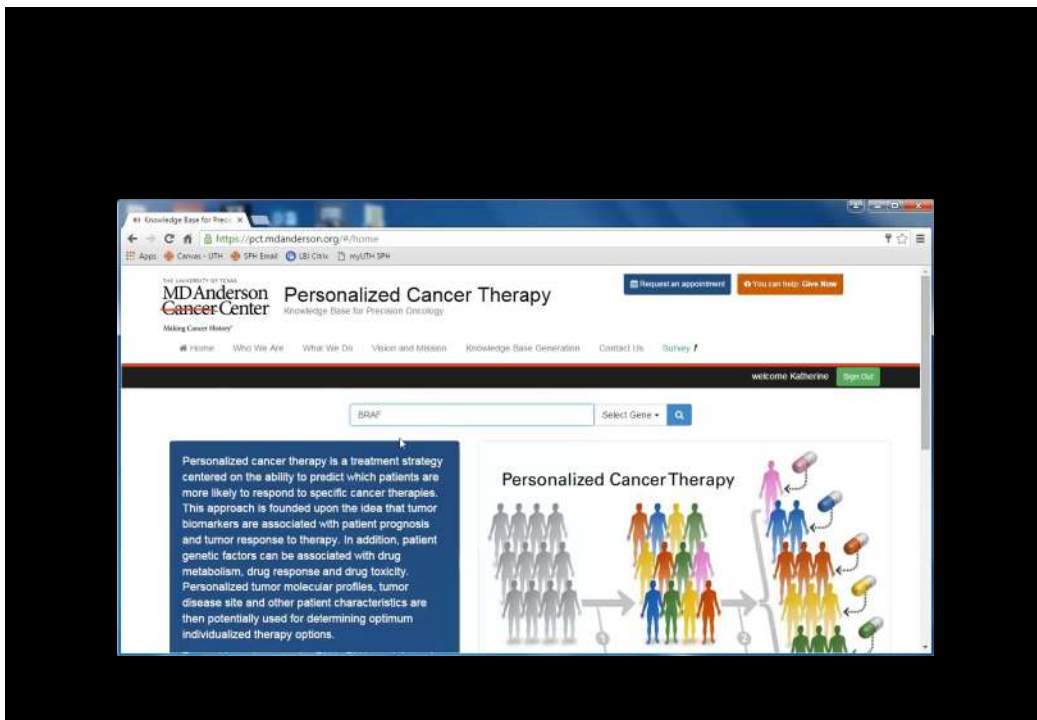 Knowledge Base for Preci
https://pct.mdanderson.org/#/home
Apps Canvas - UTH SPH Email LBI Citrix myUTH SPH
THE UNIVERSITY OF TEXAS
MD Anderson
Cancer Center
Making Cancer History®
Personalized Cancer Therapy
Knowledge Base for Precision Oncology
Request an appointment
You can help: Give Now
Home Who We Are What We Do Vision and Mission Knowledge Base Generation Contact Us Survey !
welcome Katherine Sign Out
BRAF Select Gene
Personalized cancer therapy is a treatment strategy
centered on the ability to predict which patients are
more likely to respond to specific cancer therapies.
This approach is founded upon the idea that tumor
biomarkers are associated with patient prognosis
and tumor response to therapy. In addition, patient
genetic factors can be associated with drug
metabolism, drug response and drug toxicity.
Personalized tumor molecular profiles, tumor
disease site and other patient characteristics are
then potentially used for determining optimum
individualized therapy options.
Personalized Cancer Therapy
1
2